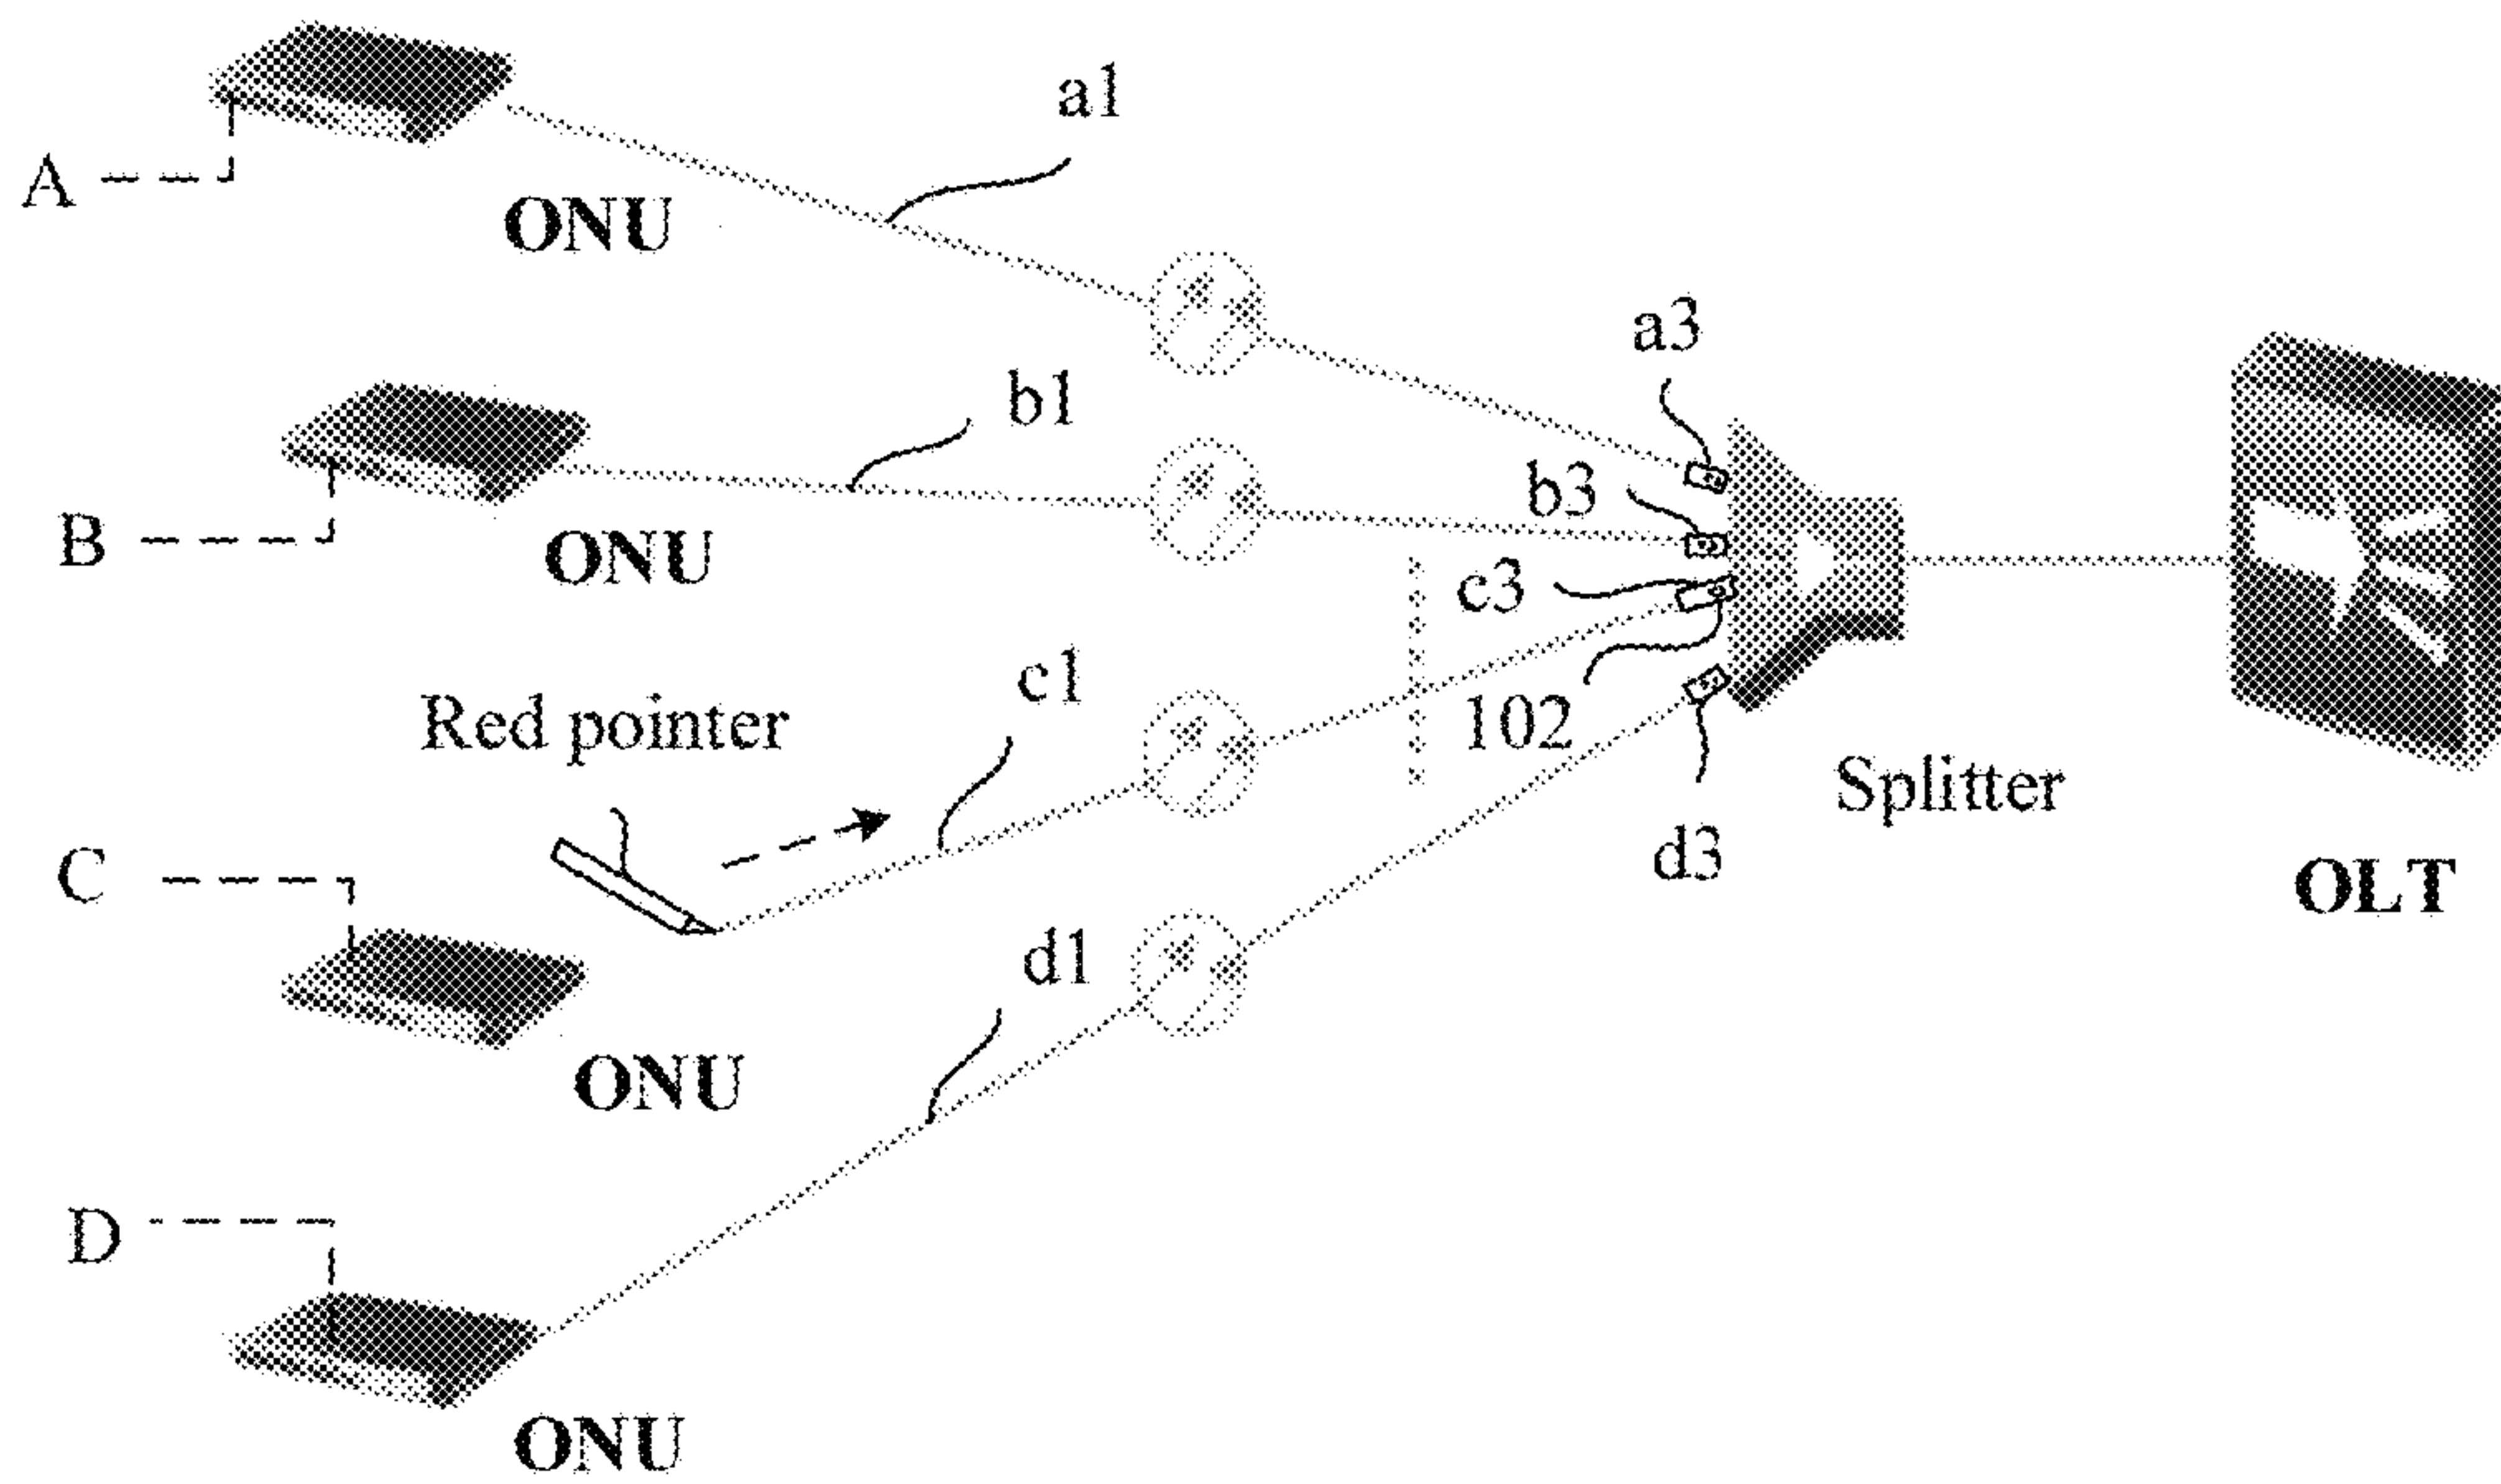 a1
A
ONU
a3
b1
b3
B
ONU
c3
c1
Red pointer
102
Splitter
d3
C
OLT
d1
ONU
D
ONU